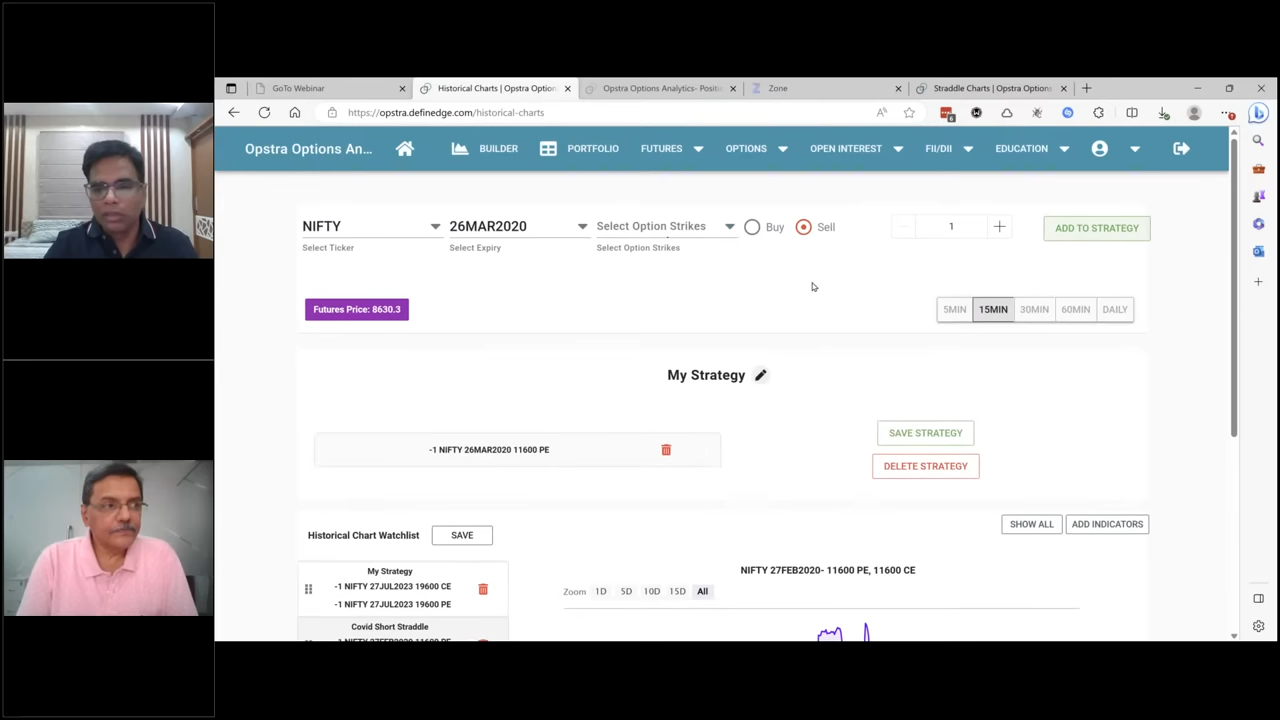 GoTo Webinar
Historical Charts | Opstra Option
Opstra Options Analytics- Positi
Zone
Straddle Charts | Opstra Options
https://opstra.definedge.com/historical-charts
Opstra Options An...
BUILDER
PORTFOLIO
FUTURES
OPTIONS
OPEN INTEREST
FII/DII
EDUCATION
NIFTY
26MAR2020
Select Option Strikes
Buy
Sell
1
ADD TO STRATEGY
Select Ticker
Select Expiry
Select Option Strikes
Futures Price: 8630.3
5MIN
15MIN
30MIN
60MIN
DAILY
My Strategy
-1 NIFTY 26MAR2020 11600 PE
SAVE STRATEGY
DELETE STRATEGY
Historical Chart Watchlist
SAVE
SHOW ALL
ADD INDICATORS
My Strategy
-1 NIFTY 27JUL2023 19600 CE
-1 NIFTY 27JUL2023 19600 PE
Covid Short Straddle
NIFTY 27FEB2020- 11600 PE, 11600 CE
Zoom
1D
5D
10D
15D
All